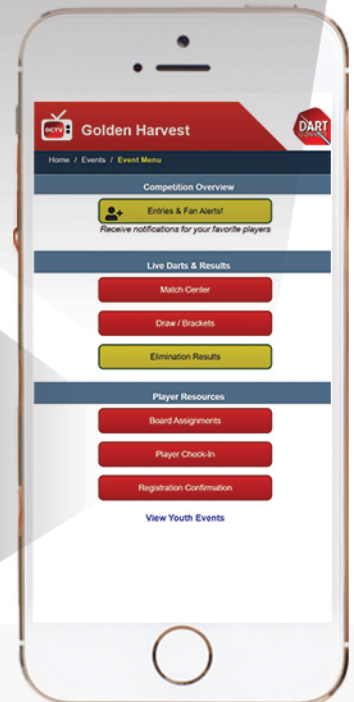 DCTV
Golden Harvest
DART
Home / Events / Event Menu
Competition Overview
Entries & Fan Alerts!
Receive notifications for your favorite players
Live Darts & Results
Match Center
Draw / Brackets
Elimination Results
Player Resources
Board Assignments
Player Check-In
Registration Confirmation
View Youth Events